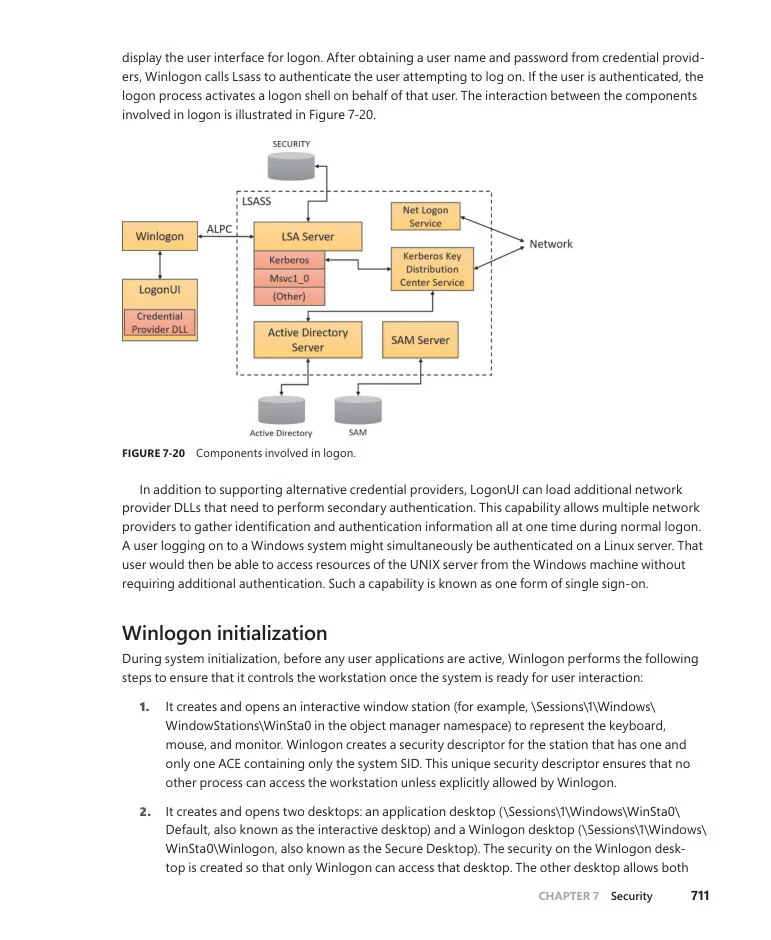 display the user interface for logon. After obtaining a user name and password from credential provid-
ers, Winlogon calls Lsass to authenticate the user attempting to log on. If the user is authenticated, the
logon process activates a logon shell on behalf of that user. The interaction between the components
involved in logon is illustrated in Figure 7-20.
SECURITY
LSASS
Net Logon
Service
Winlogon
ALPC
LSA Server
Network
Kerberos
Msvc1_0
(Other)
Kerberos Key
Distribution
Center Service
LogonUI
Credential
Provider DLL
Active Directory
Server
SAM Server
Active Directory
SAM
FIGURE 7-20 Components involved in logon.
In addition to supporting alternative credential providers, LogonUI can load additional network
provider DLLs that need to perform secondary authentication. This capability allows multiple network
providers to gather identification and authentication information all at one time during normal logon.
A user logging on to a Windows system might simultaneously be authenticated on a Linux server. That
user would then be able to access resources of the UNIX server from the Windows machine without
requiring additional authentication. Such a capability is known as one form of single sign-on.
Winlogon initialization
During system initialization, before any user applications are active, Winlogon performs the following
steps to ensure that it controls the workstation once the system is ready for user interaction:
1. It creates and opens an interactive window station (for example, \Sessions\1\Windows\
WindowStations\WinSta0 in the object manager namespace) to represent the keyboard,
mouse, and monitor. Winlogon creates a security descriptor for the station that has one and
only one ACE containing only the system SID. This unique security descriptor ensures that no
other process can access the workstation unless explicitly allowed by Winlogon.
2. It creates and opens two desktops: an application desktop (\Sessions\1\Windows\WinSta0\
Default, also known as the interactive desktop) and a Winlogon desktop (\Sessions\1\Windows\
WinSta0\Winlogon, also known as the Secure Desktop). The security on the Winlogon desk-
top is created so that only Winlogon can access that desktop. The other desktop allows both
CHAPTER 7 Security 711